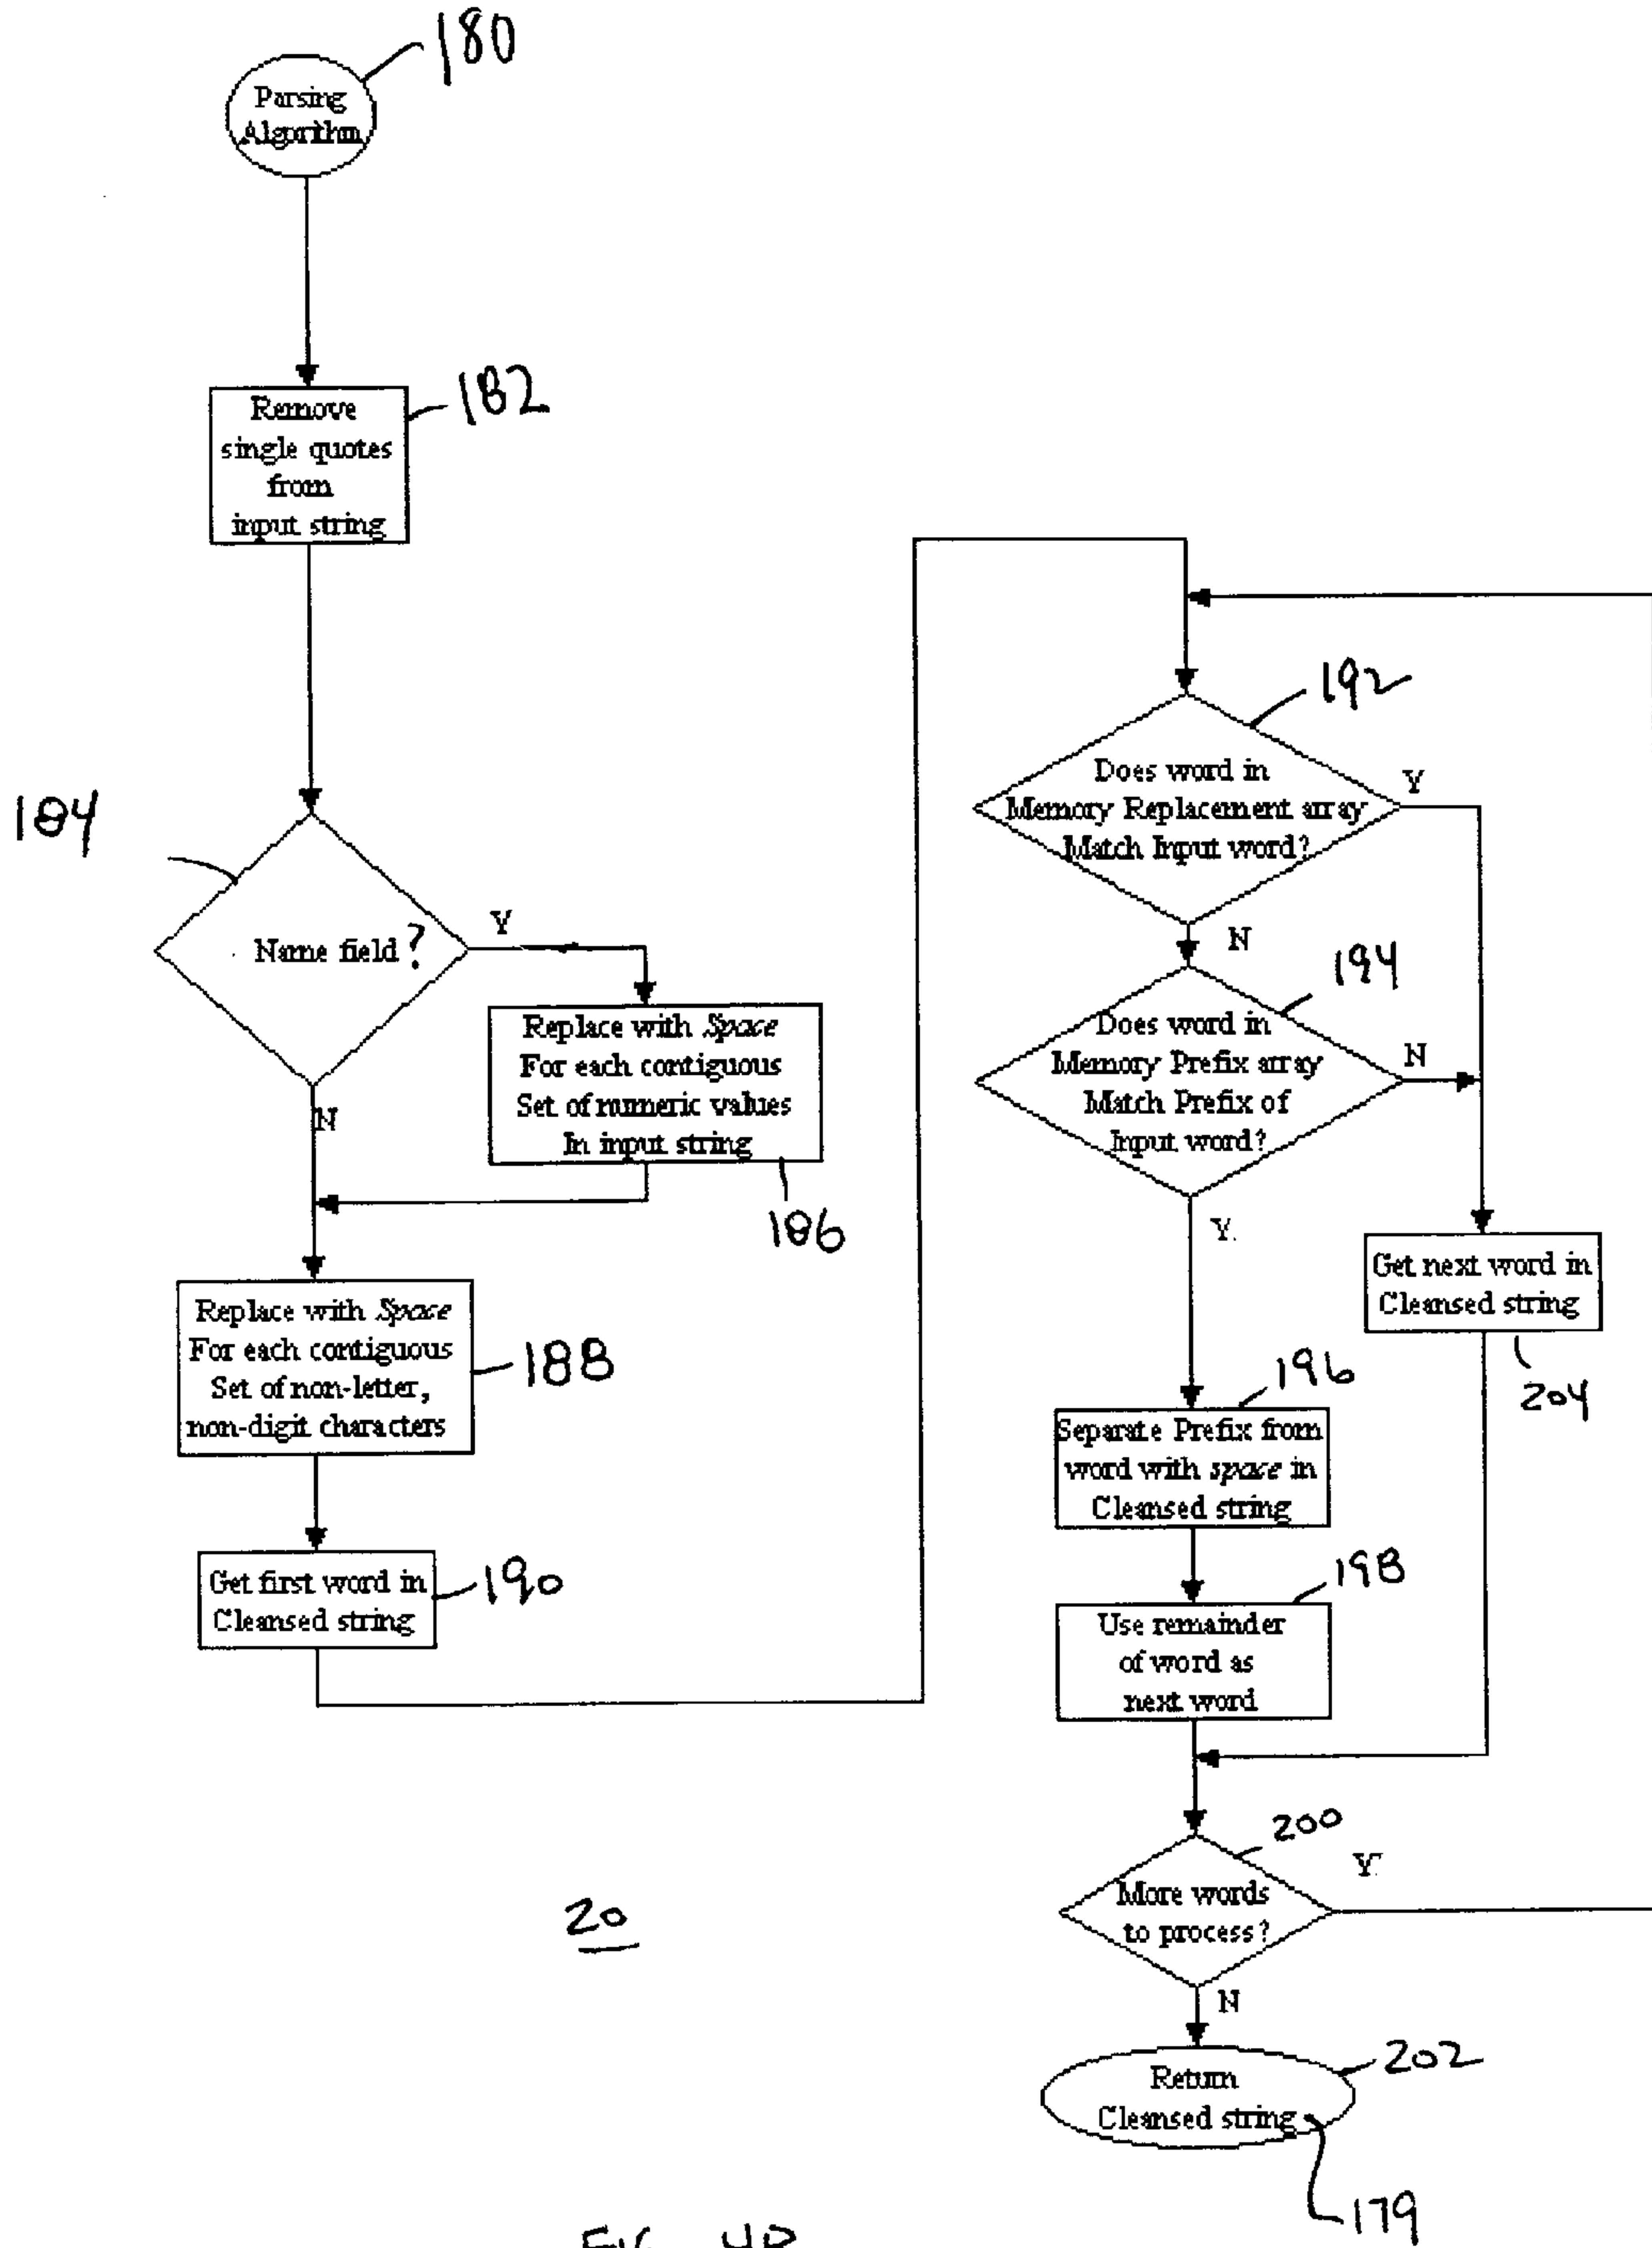 180
Parsing
Algorithm
182
Remove
single quotes
from
input string
184
Name field?
Y
N
Replace with Space
For each contiguous
Set of numeric values
In input string
186
Replace with Space
For each contiguous
Set of non-letter,
non-digit characters
188
Get first word in
Cleansed string
190
192
Does word in
Memory Replacement array
Match Input word?
Y
N
194
Does word in
Memory Prefix array
Match Prefix of
Input word?
N
Y
Get next word in
Cleansed string
204
196
Separate Prefix from
word with space in
Cleansed string
198
Use remainder
of word as
next word
200
More words
to process?
Y
N
202
Return
Cleansed string
179
20